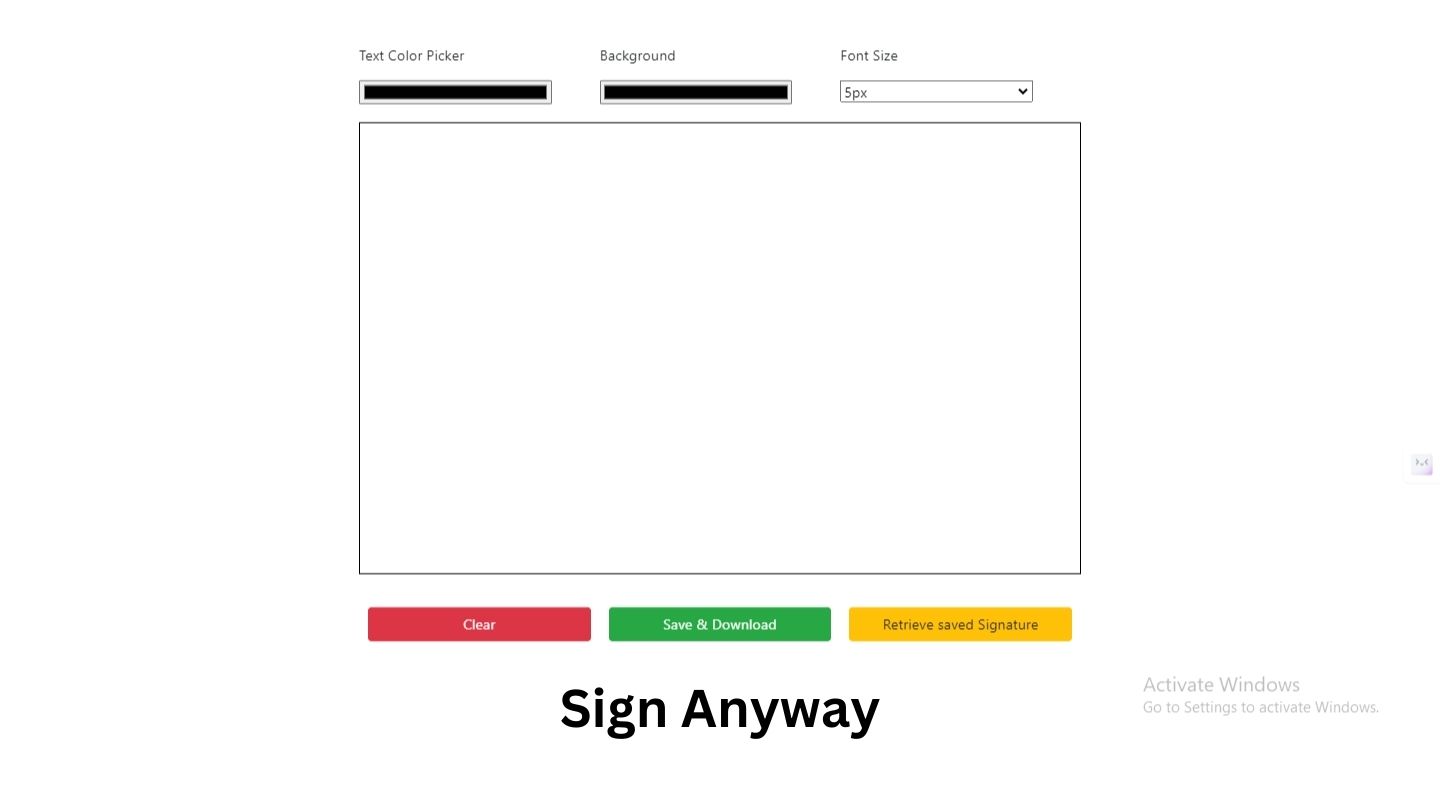 Text Color Picker
Background
Font Size
5px
Clear
Save & Download
Retrieve saved Signature
Sign Anyway
Activate Windows
Go to Settings to activate Windows.